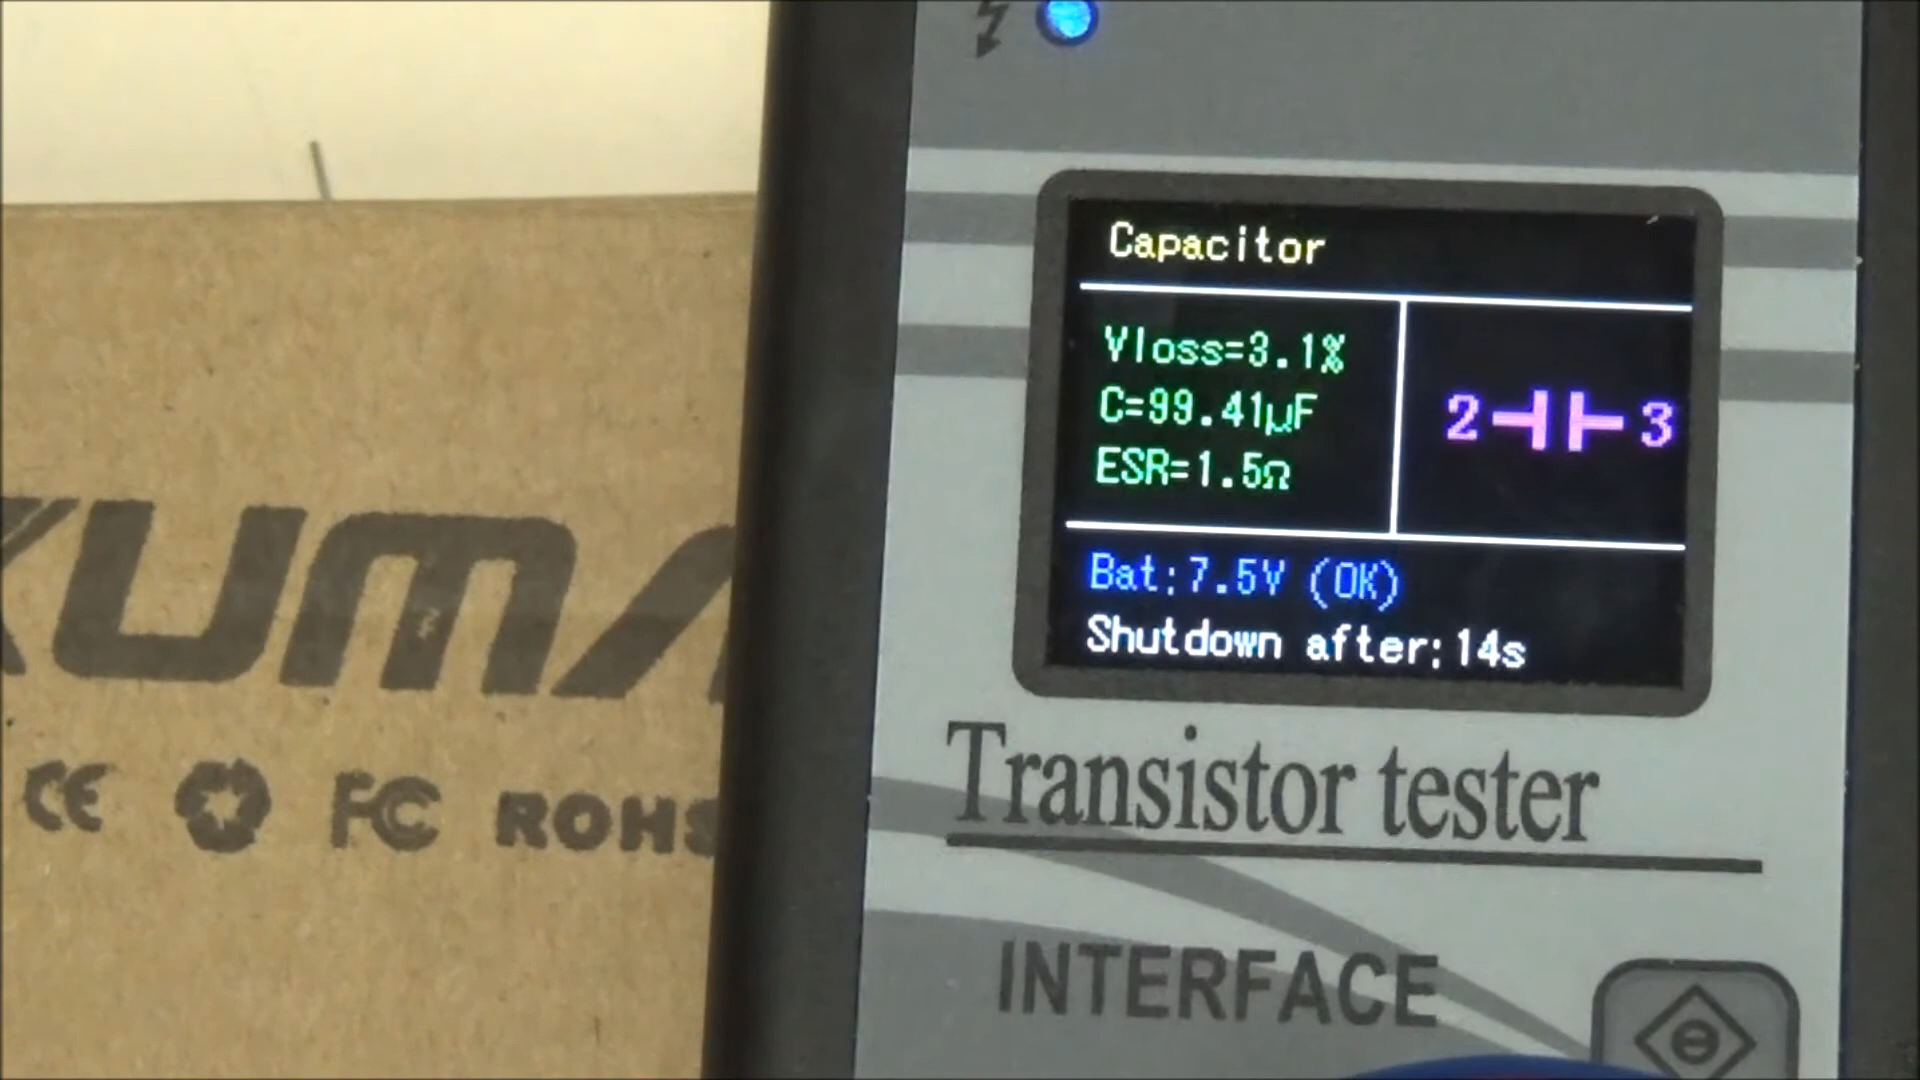 Capacitor
Vloss=3.1%
C=99.41µF
ESR=1.5Ω
2 3
Bat:7.5V (OK)
Shutdown after:14s
Transistor tester
INTERFACE
KUMA
CE FC ROHS